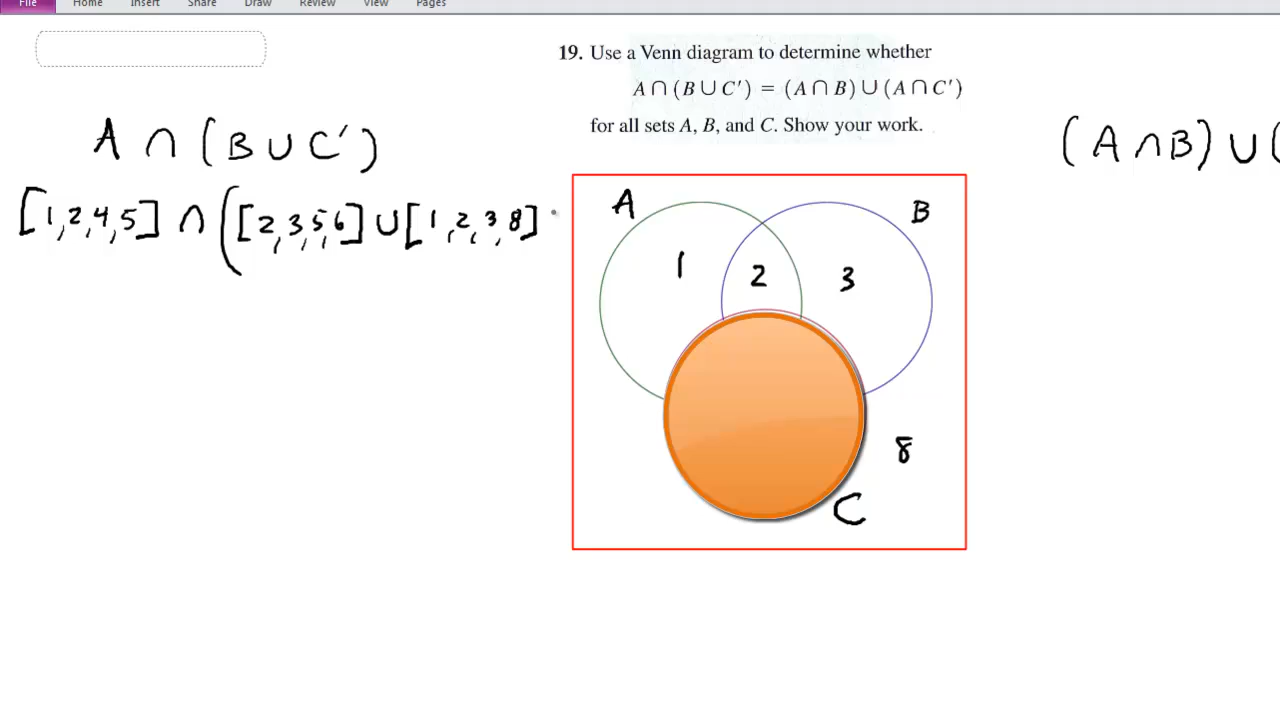 File Home Insert Share Draw Review View Pages
19. Use a Venn diagram to determine whether
A ∩ (B ∪ C′) = (A ∩ B) ∪ (A ∩ C′)
for all sets A, B, and C. Show your work.
A ∩ (B ∪ C′)
(A ∩ B) ∪ (
[1,2,4,5] ∩ ([2,3,5,6] ∪ [1,2,3,8]
A
B
1
2
3
8
C